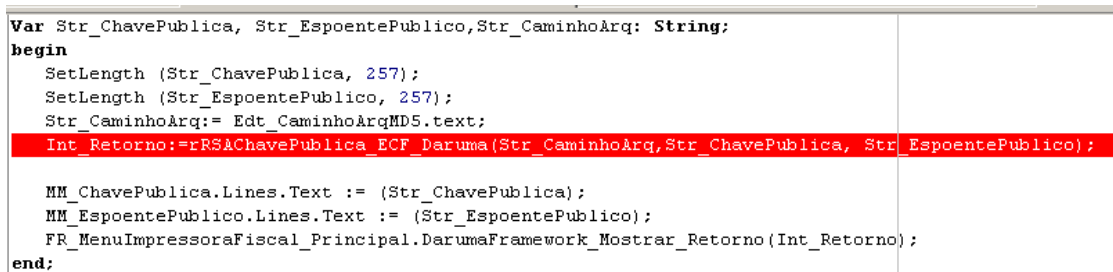 Var Str_ChavePublica, Str_EspoentePublico,Str_CaminhoArq: String;
begin
SetLength (Str_ChavePublica, 257);
SetLength (Str_EspoentePublico, 257);
Str_CaminhoArq:= Edt_CaminhoArqMD5.text;
Int_Retorno:=rRSAChavePublica_ECF_Daruma(Str_CaminhoArq,Str_ChavePublica, Str_EspoentePublico);
MM_ChavePublica.Lines.Text := (Str_ChavePublica);
MM_EspoentePublico.Lines.Text := (Str_EspoentePublico);
FR_MenuImpressoraFiscal_Principal.DarumaFramework_Mostrar_Retorno(Int_Retorno);
end;